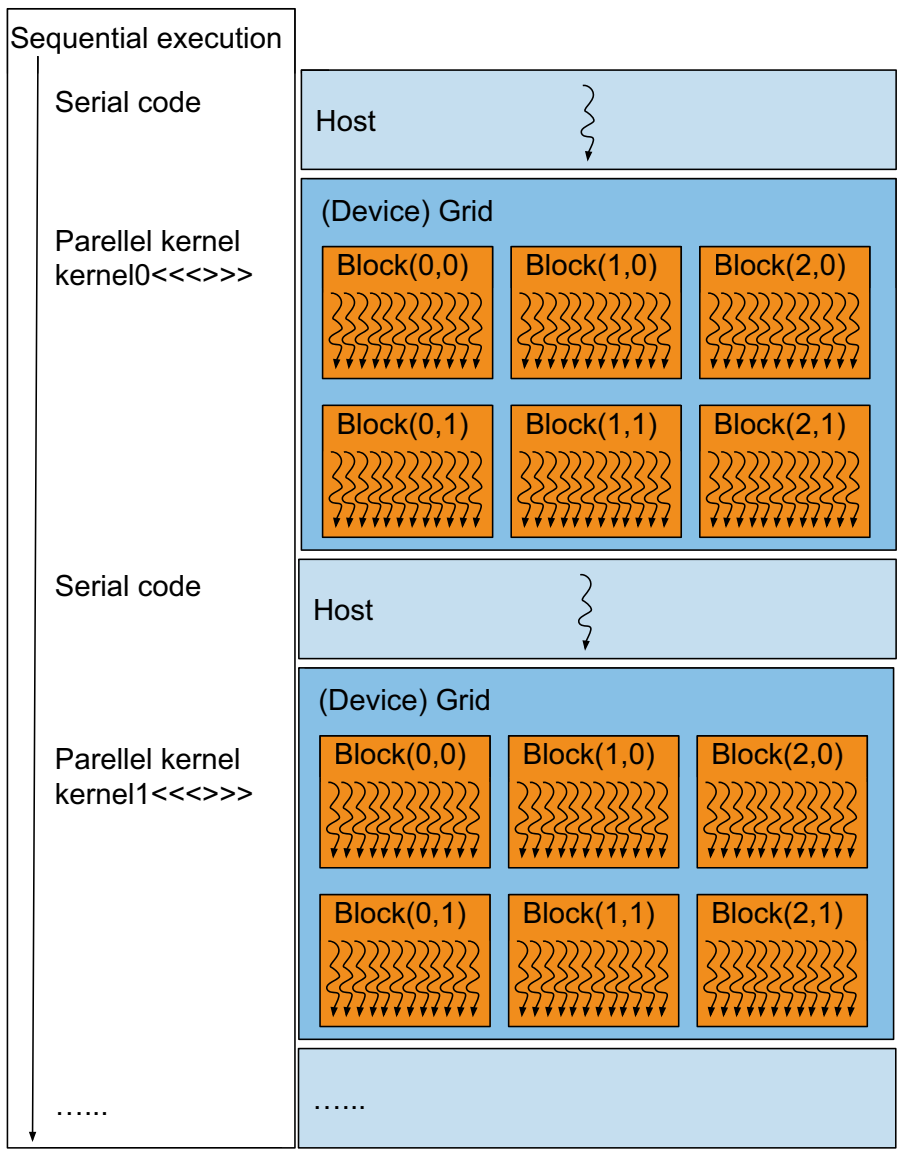 Sequential execution
Serial code
Host
(Device) Grid
Parellel kernel
kernel0<<<>>>
Block(0,0) Block(1,0) Block(2,0)
Block(0,1) Block(1,1) Block(2,1)
Serial code
Host
(Device) Grid
Parellel kernel
kernel1<<<>>>
Block(0,0) Block(1,0) Block(2,0)
Block(0,1) Block(1,1) Block(2,1)
…...
…...